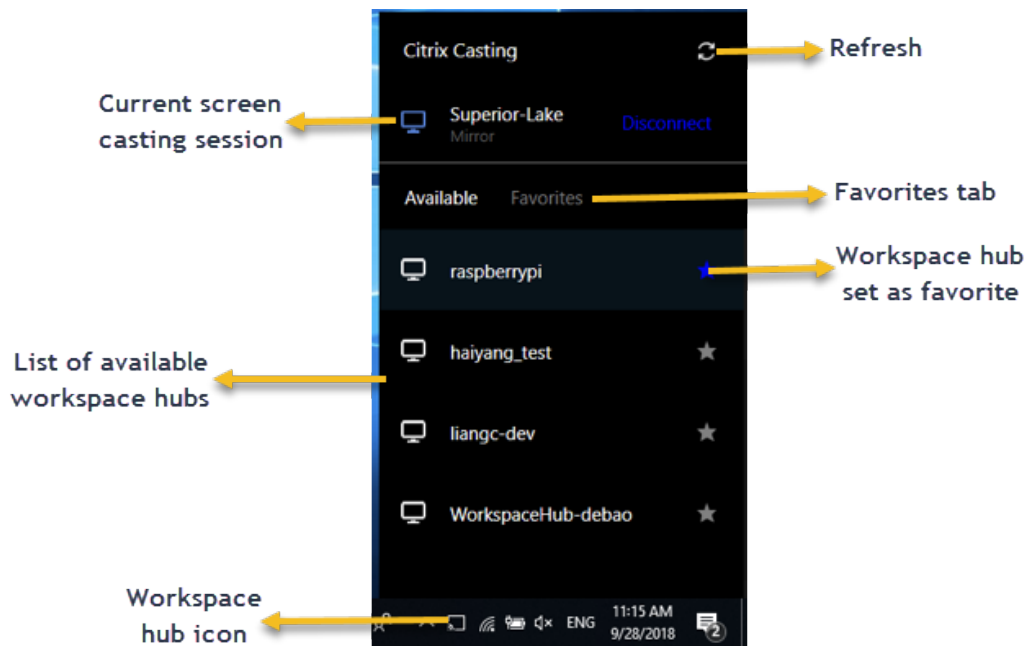 Citrix Casting
Refresh
Current screen
casting session
Superior-Lake
Mirror
Disconnect
Available
Favorites
Favorites tab
raspberrypi
Workspace hub
set as favorite
haiyang_test
List of available
workspace hubs
liangc-dev
WorkspaceHub-debao
Workspace
hub icon
ENG
11:15 AM
9/28/2018
2